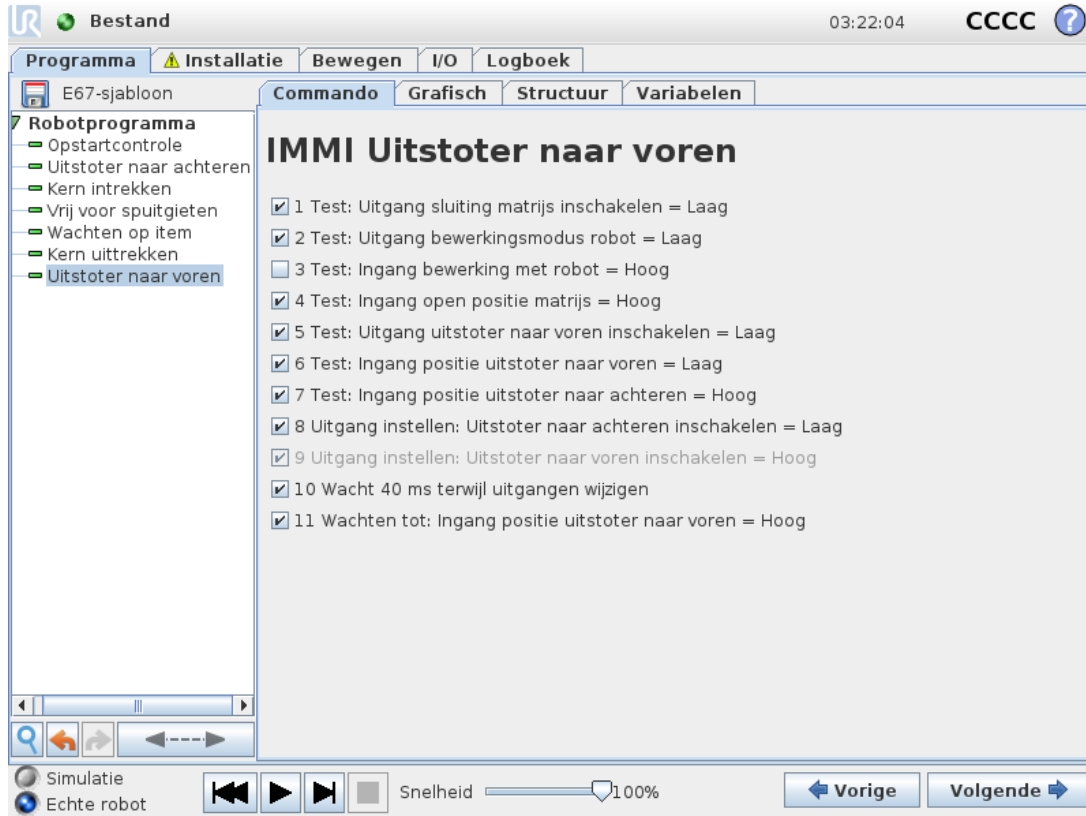 UR Bestand 03:22:04 CCCC ?
Programma Installatie Bewegen I/O Logboek
E67-sjabloon
Commando Grafisch Structuur Variabelen
Robotprogramma
Opstartcontrole
Uitstoter naar achteren
Kern intrekken
Vrij voor spuitgieten
Wachten op item
Kern uittrekken
Uitstoter naar voren
IMMI Uitstoter naar voren
1 Test: Uitgang sluiting matrijs inschakelen = Laag
2 Test: Uitgang bewerkingsmodus robot = Laag
3 Test: Ingang bewerking met robot = Hoog
4 Test: Ingang open positie matrijs = Hoog
5 Test: Uitgang uitstoter naar voren inschakelen = Laag
6 Test: Ingang positie uitstoter naar voren = Laag
7 Test: Ingang positie uitstoter naar achteren = Hoog
8 Uitgang instellen: Uitstoter naar achteren inschakelen = Laag
9 Uitgang instellen: Uitstoter naar voren inschakelen = Hoog
10 Wacht 40 ms terwijl uitgangen wijzigen
11 Wachten tot: Ingang positie uitstoter naar voren = Hoog
Simulatie
Echte robot
Snelheid 100%
Vorige Volgende